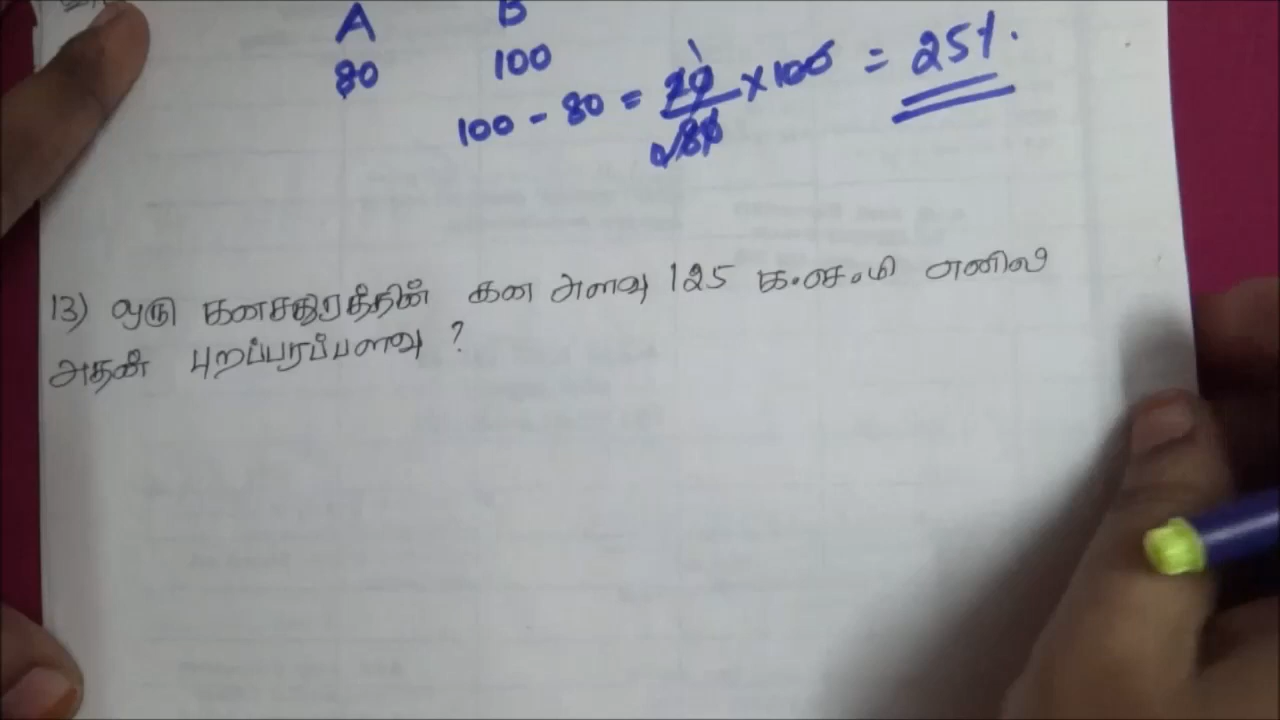 A B
80 100
100 - 80 = 20/80 x 100 = 25%.
13) ஒரு கனசதுரத்தின் கன அளவு 125 க.செ.மி எனில்
அதன் புறப்பரப்பளவு ?